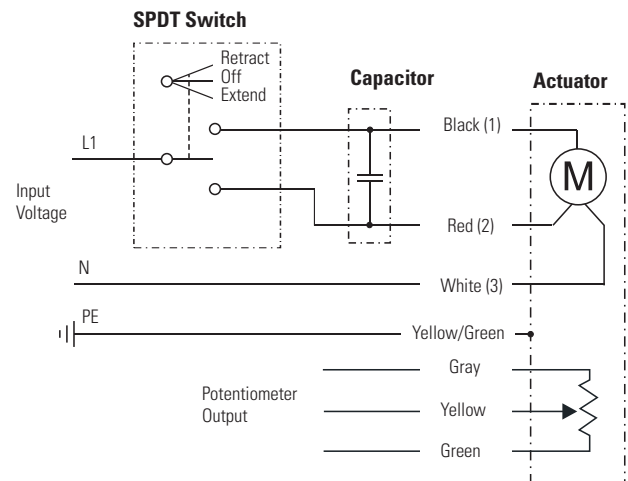 SPDT Switch
Retract
Off
Extend
Capacitor
Actuator
Black (1)
L1
M
Input
Voltage
Red (2)
N
White (3)
PE
Yellow/Green
Gray
Potentiometer
Output
Yellow
Green